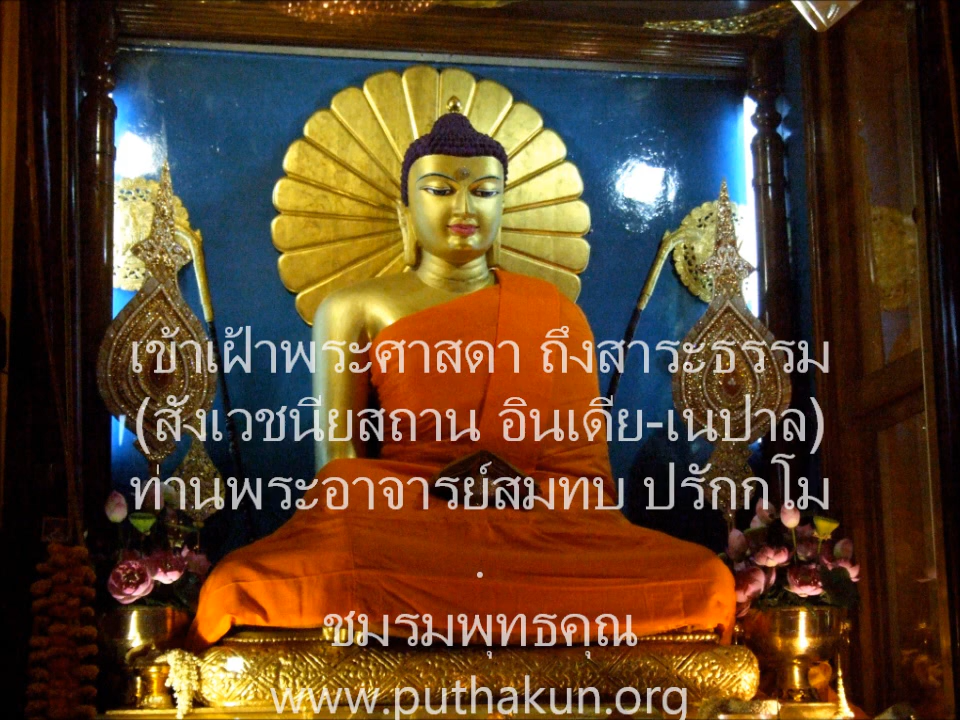 เข้าเฝ้าพระศาสดา ถึงสาระธรรม
(สังเวชนียสถาน อินเดีย-เนปาล)
ท่านพระอาจารย์สมทบ ปรักกโม
.
ชมรมพุทธคุณ
www.puthakun.org